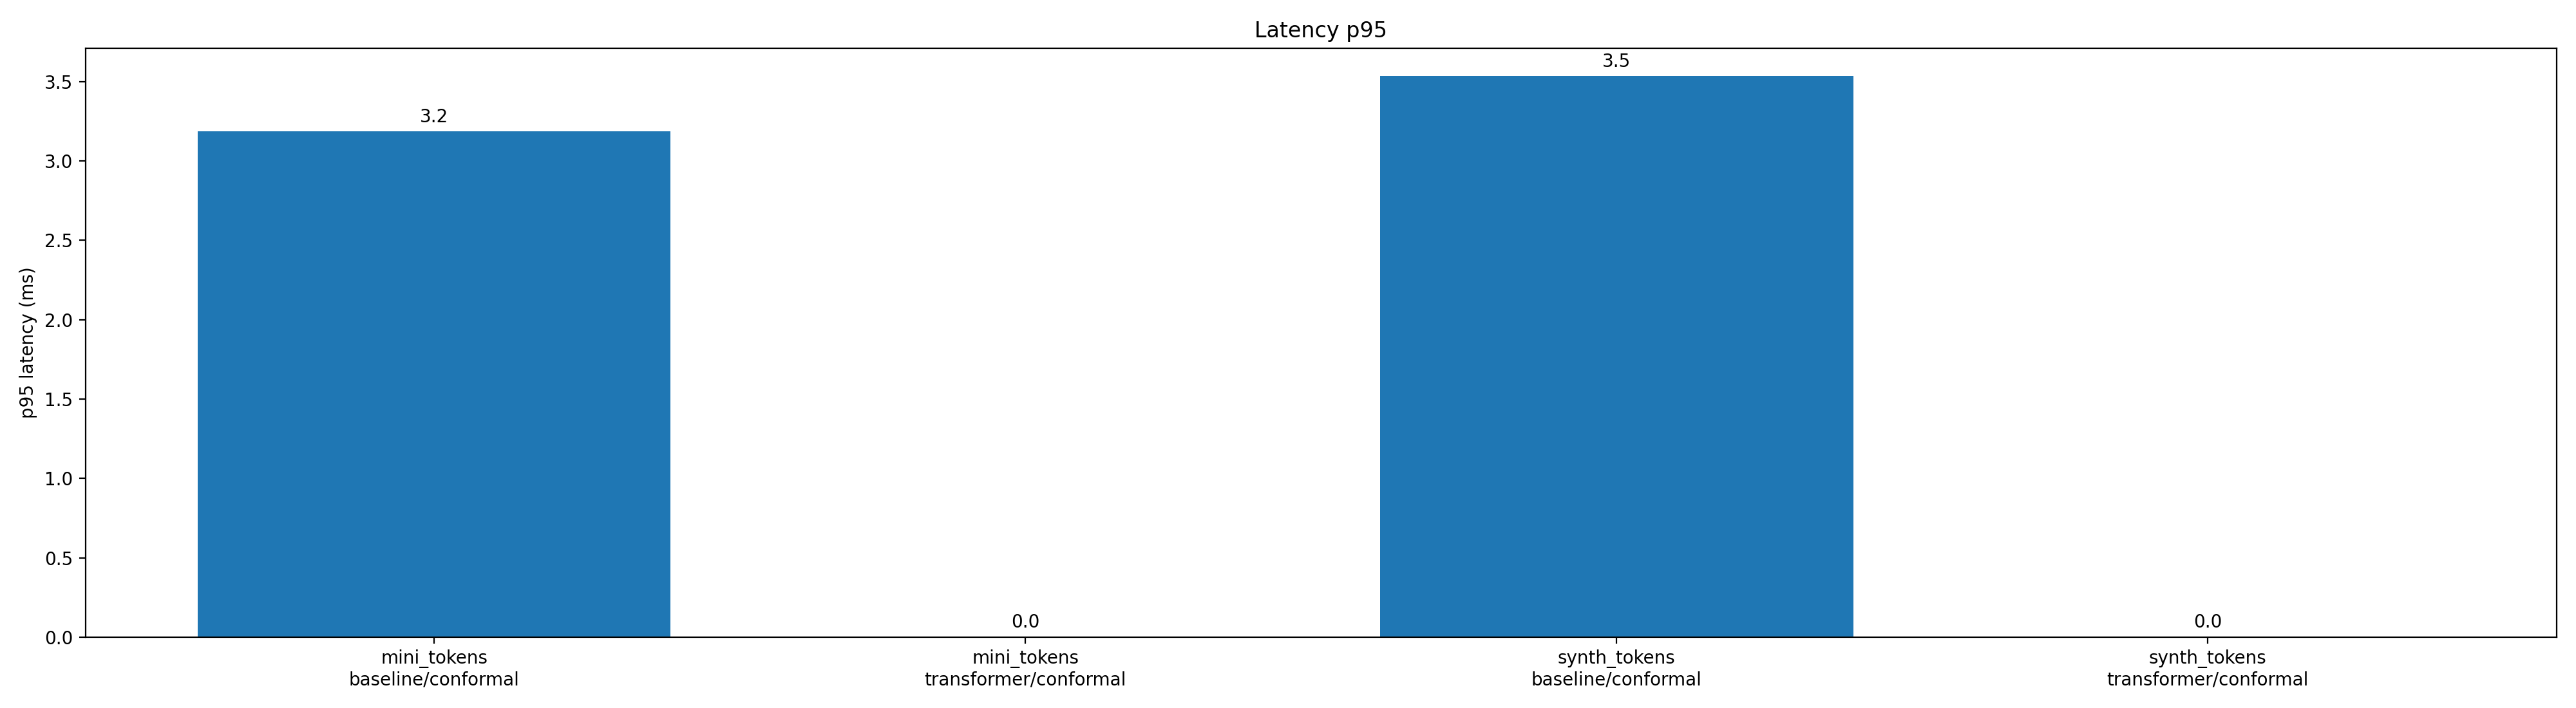 Latency p95
p95 latency (ms)
3.5
3.0
2.5
2.0
1.5
1.0
0.5
0.0
3.2
0.0
3.5
0.0
mini_tokens
baseline/conformal
mini_tokens
transformer/conformal
synth_tokens
baseline/conformal
synth_tokens
transformer/conformal